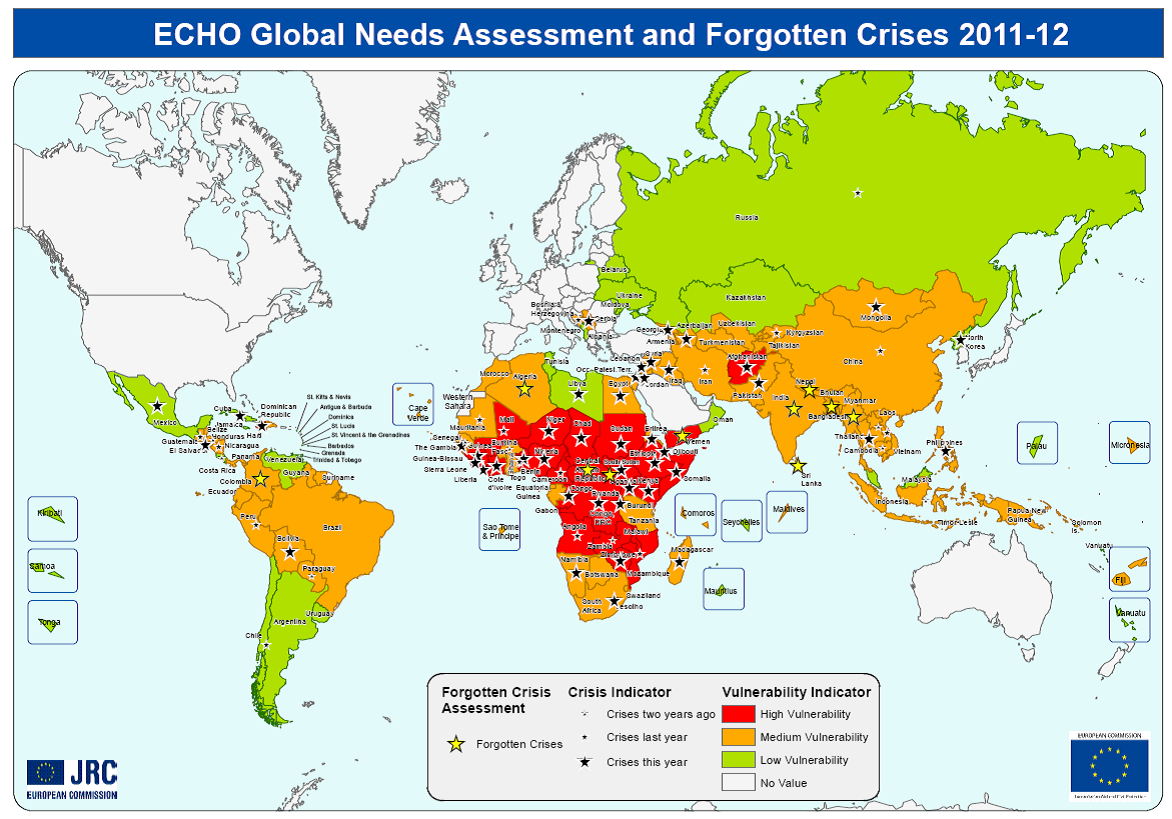 ECHO Global Needs Assessment and Forgotten Crises 2011-12
Russia
Belarus
Ukraine
Moldova
Kazakhstan
Bosnia &
Herzegovina
Serbia
Montenegro
Albania
Georgia
Azerbaijan
Armenia
Uzbekistan
Turkmenistan
Kyrgyzstan
Tajikistan
Mongolia
China
North
Korea
Tunisia
Lebanon
Syria
Occ. Palest. Terr.
Jordan
Iraq
Iran
Afghanistan
Pakistan
Nepal
Bhutan
India
Bangladesh
Myanmar
Laos
Thailand
Cambodia
Vietnam
Philippines
Sri
Lanka
Malaysia
Indonesia
Timor-Leste
Papua New
Guinea
Solomon
Is.
Vanuatu
Morocco
Algeria
Libya
Egypt
Western
Sahara
Mauritania
Mali
Niger
Chad
Sudan
Eritrea
Yemen
Oman
Djibouti
Somalia
Ethiopia
Senegal
The Gambia
Guinea-Bissau
Sierra Leone
Liberia
Cote
d'Ivoire
Burkina
Faso
Togo
Benin
Nigeria
Cameroon
Equatorial
Guinea
Gabon
Congo
Central
Republic
South Sudan
Kenya
Rwanda
Burundi
Congo
DRC
Tanzania
Angola
Zambia
Malawi
Mozambique
Zimbabwe
Namibia
Botswana
South
Africa
Swaziland
Lesotho
Madagascar
Mexico
Cuba
Jamaica
Dominican
Republic
Haiti
Belize
Honduras
Guatemala
El Salvador
Nicaragua
Costa Rica
Panama
St. Kitts & Nevis
Antigua & Barbuda
Dominica
St. Lucia
St. Vincent & the Grenadines
Barbados
Grenada
Trinidad & Tobago
Venezuela
Guyana
Suriname
Colombia
Ecuador
Peru
Brazil
Bolivia
Paraguay
Uruguay
Argentina
Chile
Cape
Verde
Sao Tome
& Principe
Comoros
Seychelles
Maldives
Mauritius
Palau
Micronesia
Fiji
Vanuatu
Kiribati
Samoa
Tonga
Forgotten Crisis
Assessment
Forgotten Crises
Crisis Indicator
Crises two years ago
Crises last year
Crises this year
Vulnerability Indicator
High Vulnerability
Medium Vulnerability
Low Vulnerability
No Value
JRC
EUROPEAN COMMISSION
EUROPEAN COMMISSION